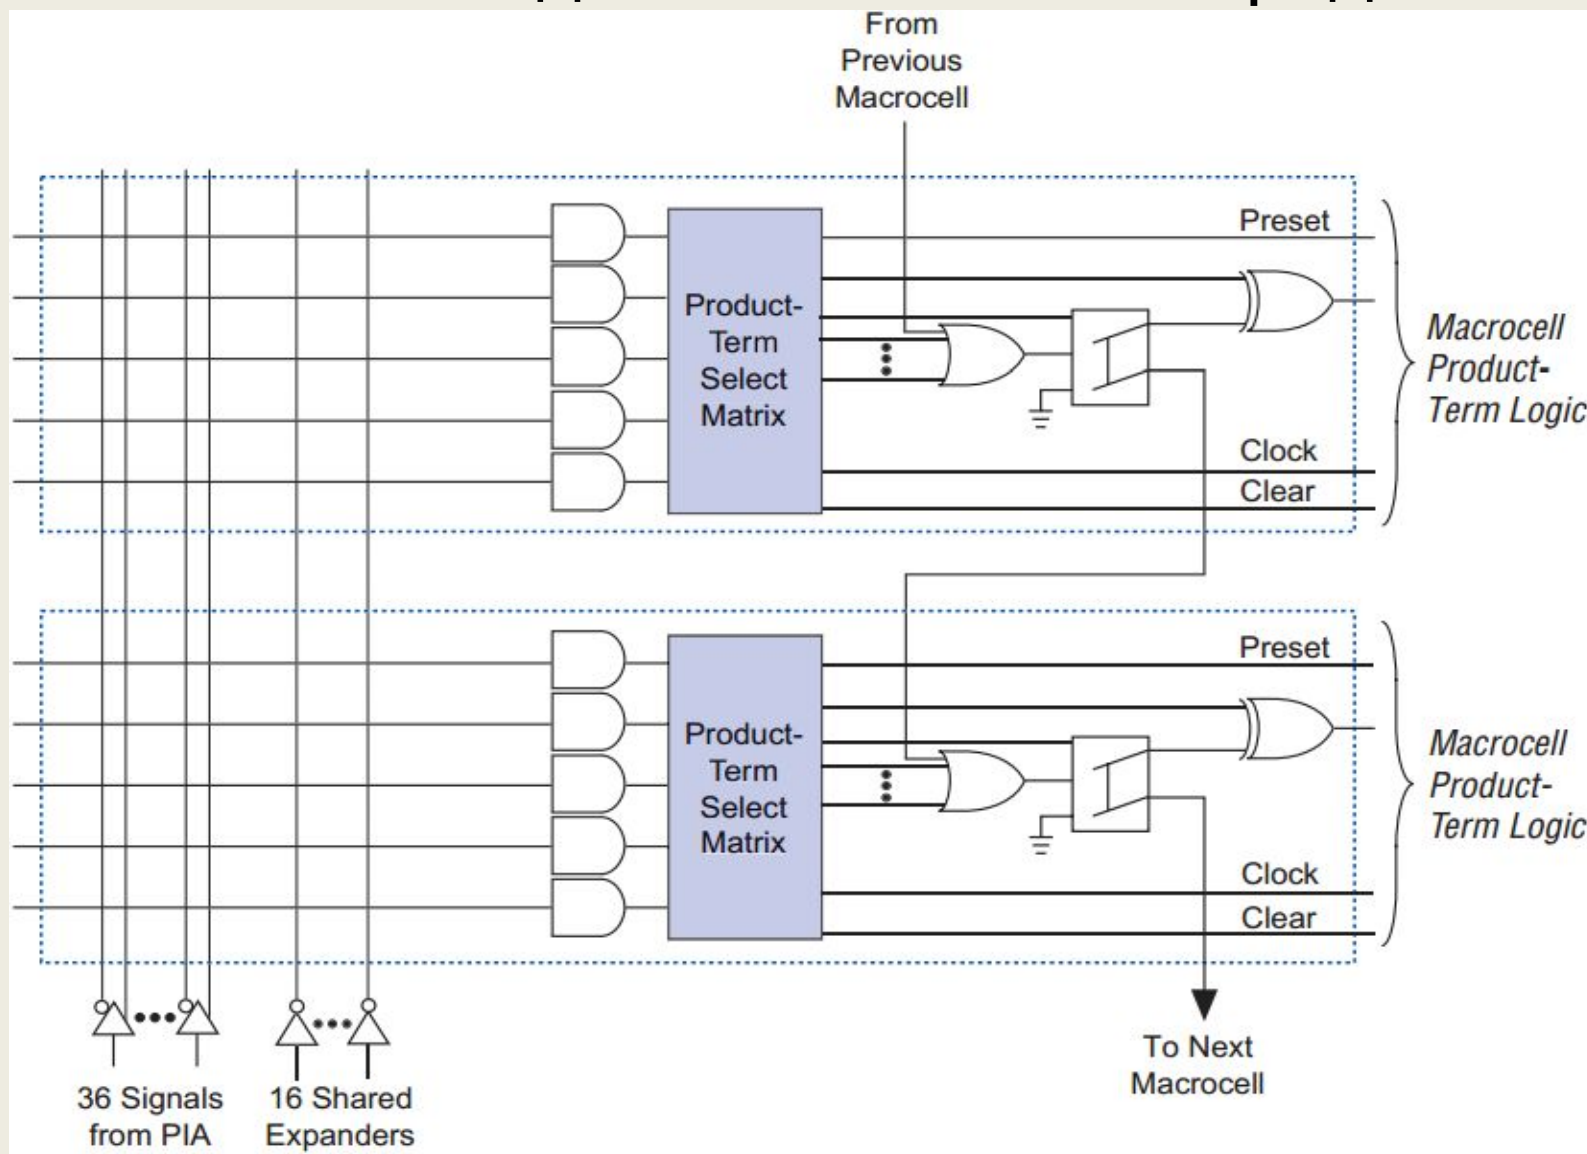 From
Previous
Macrocell
Preset
Product-
Term
Select
Matrix
Macrocell
Product-
Term Logic
Clock
Clear
Preset
Product-
Term
Select
Matrix
Macrocell
Product-
Term Logic
Clock
Clear
36 Signals
from PIA
16 Shared
Expanders
To Next
Macrocell